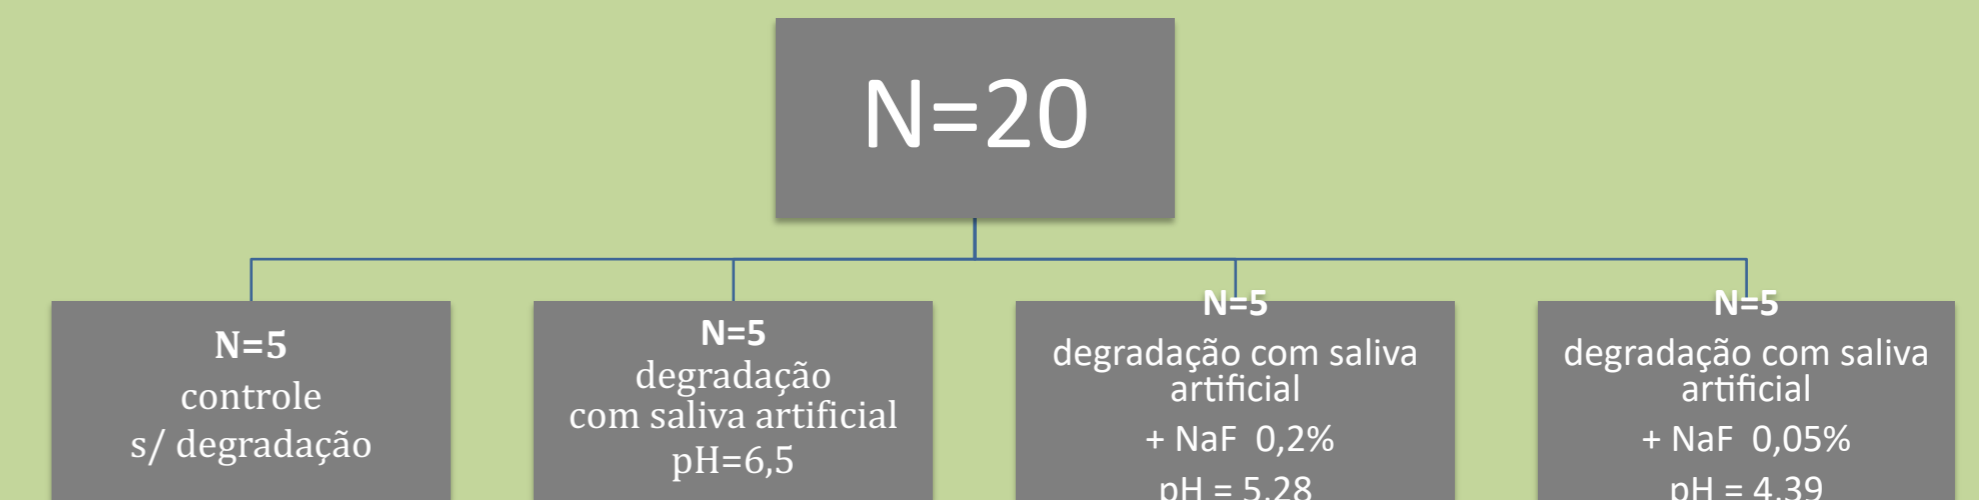 N=20
N=5
controle
s/ degradação
N=5
degradação
com saliva artificial
pH=6,5
N=5
degradação com saliva
artificial
+ NaF 0,2%
pH = 5,28
N=5
degradação com saliva
artificial
+ NaF 0,05%
pH = 4,39